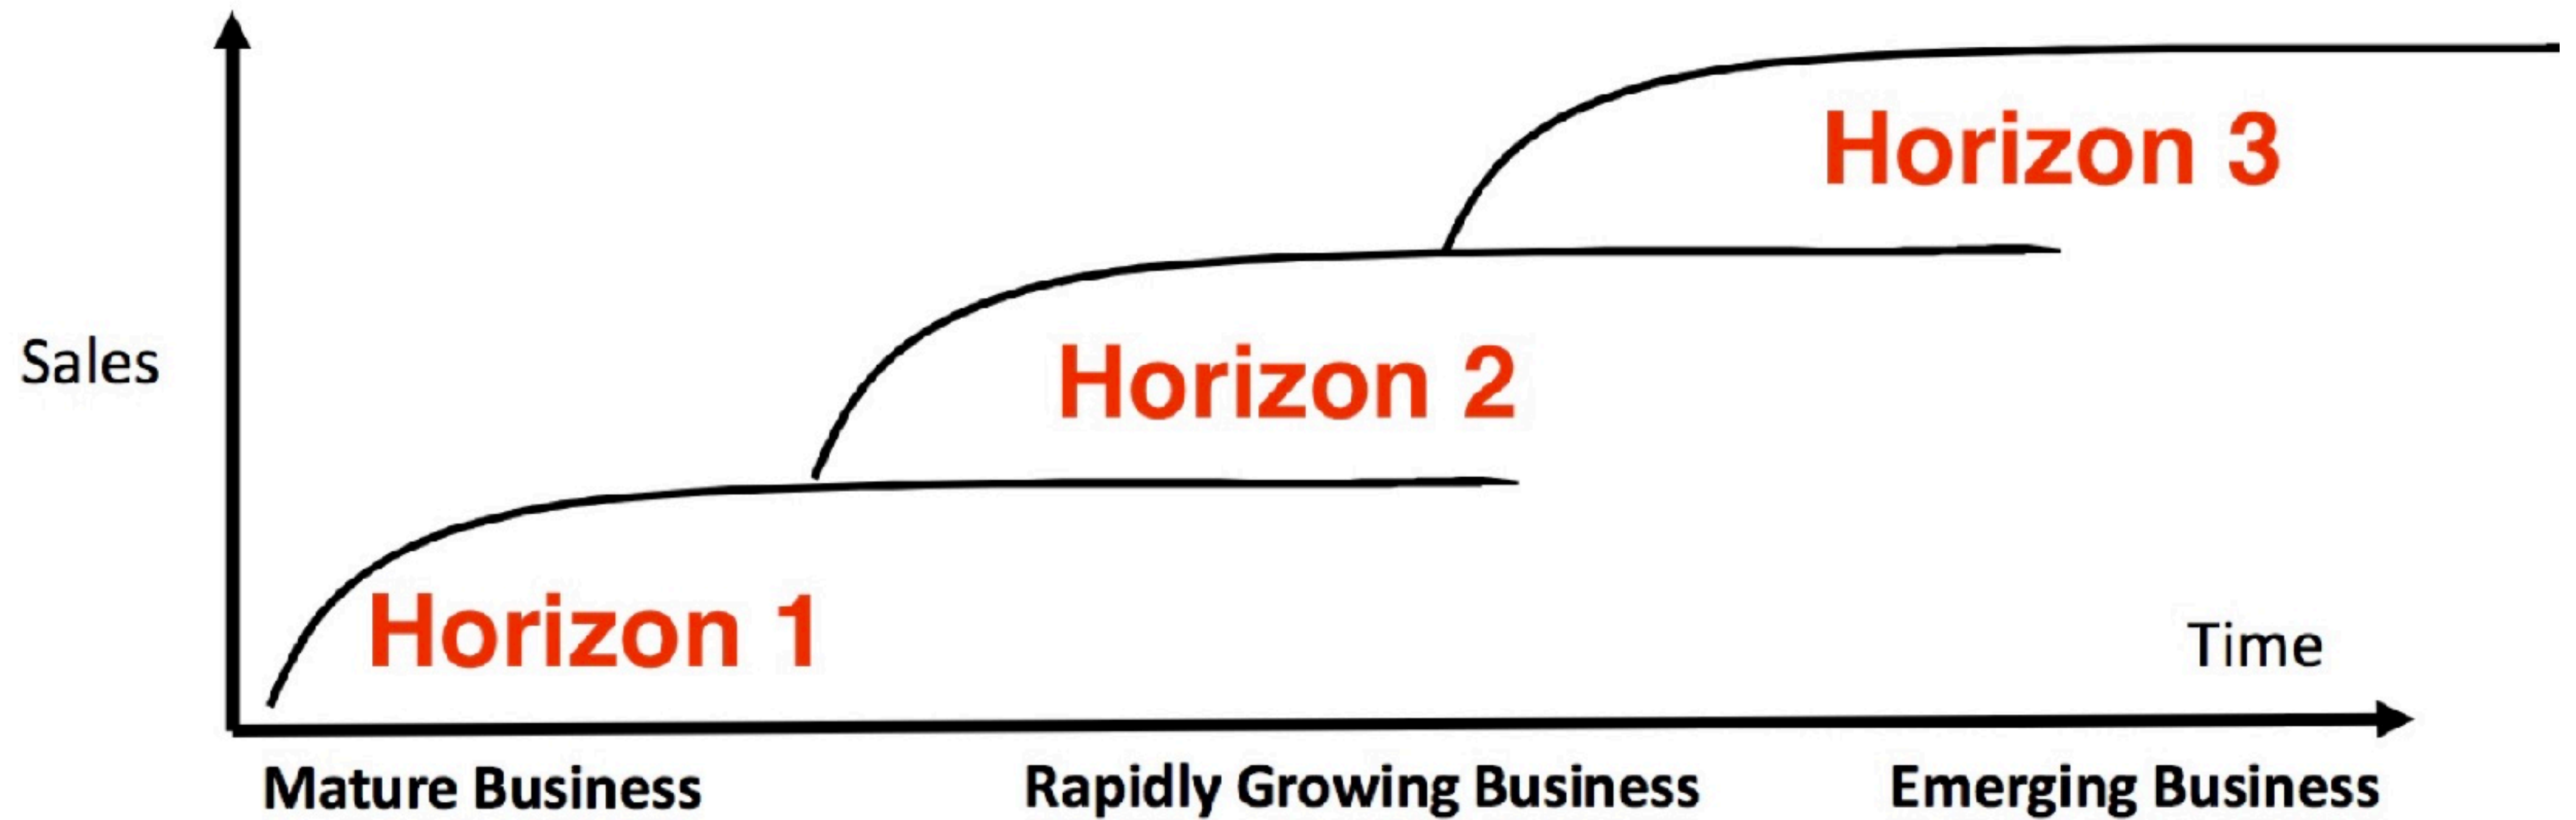 Horizon 3
Sales
Horizon 2
Horizon 1
Time
Mature Business
Rapidly Growing Business
Emerging Business